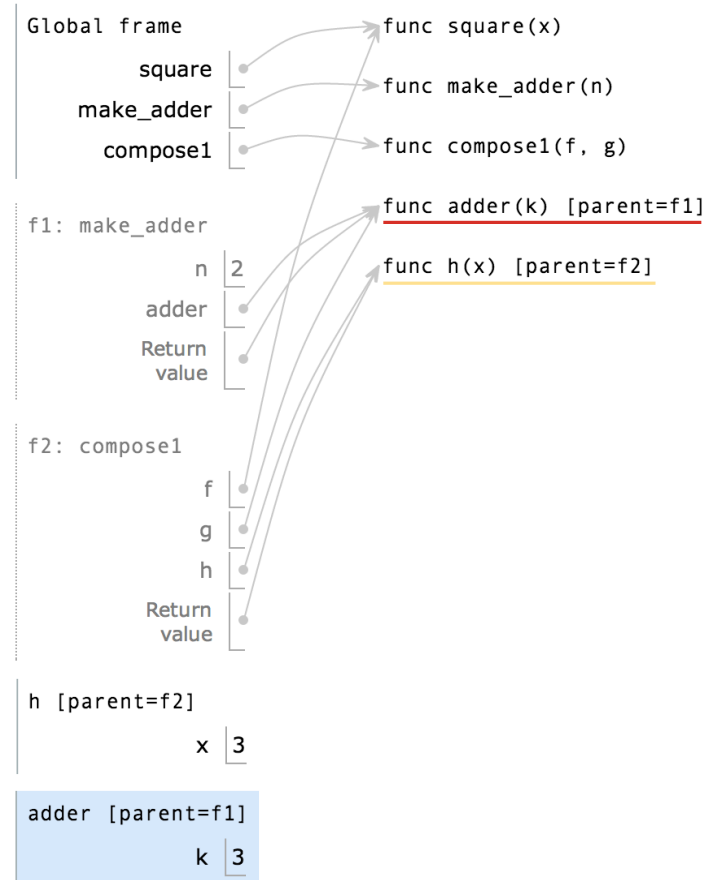 Global frame
square
make_adder
compose1
func square(x)
func make_adder(n)
func compose1(f, g)
func adder(k) [parent=f1]
func h(x) [parent=f2]
f1: make_adder
n 2
adder
Return
value
f2: compose1
f
g
h
Return
value
h [parent=f2]
x 3
adder [parent=f1]
k 3